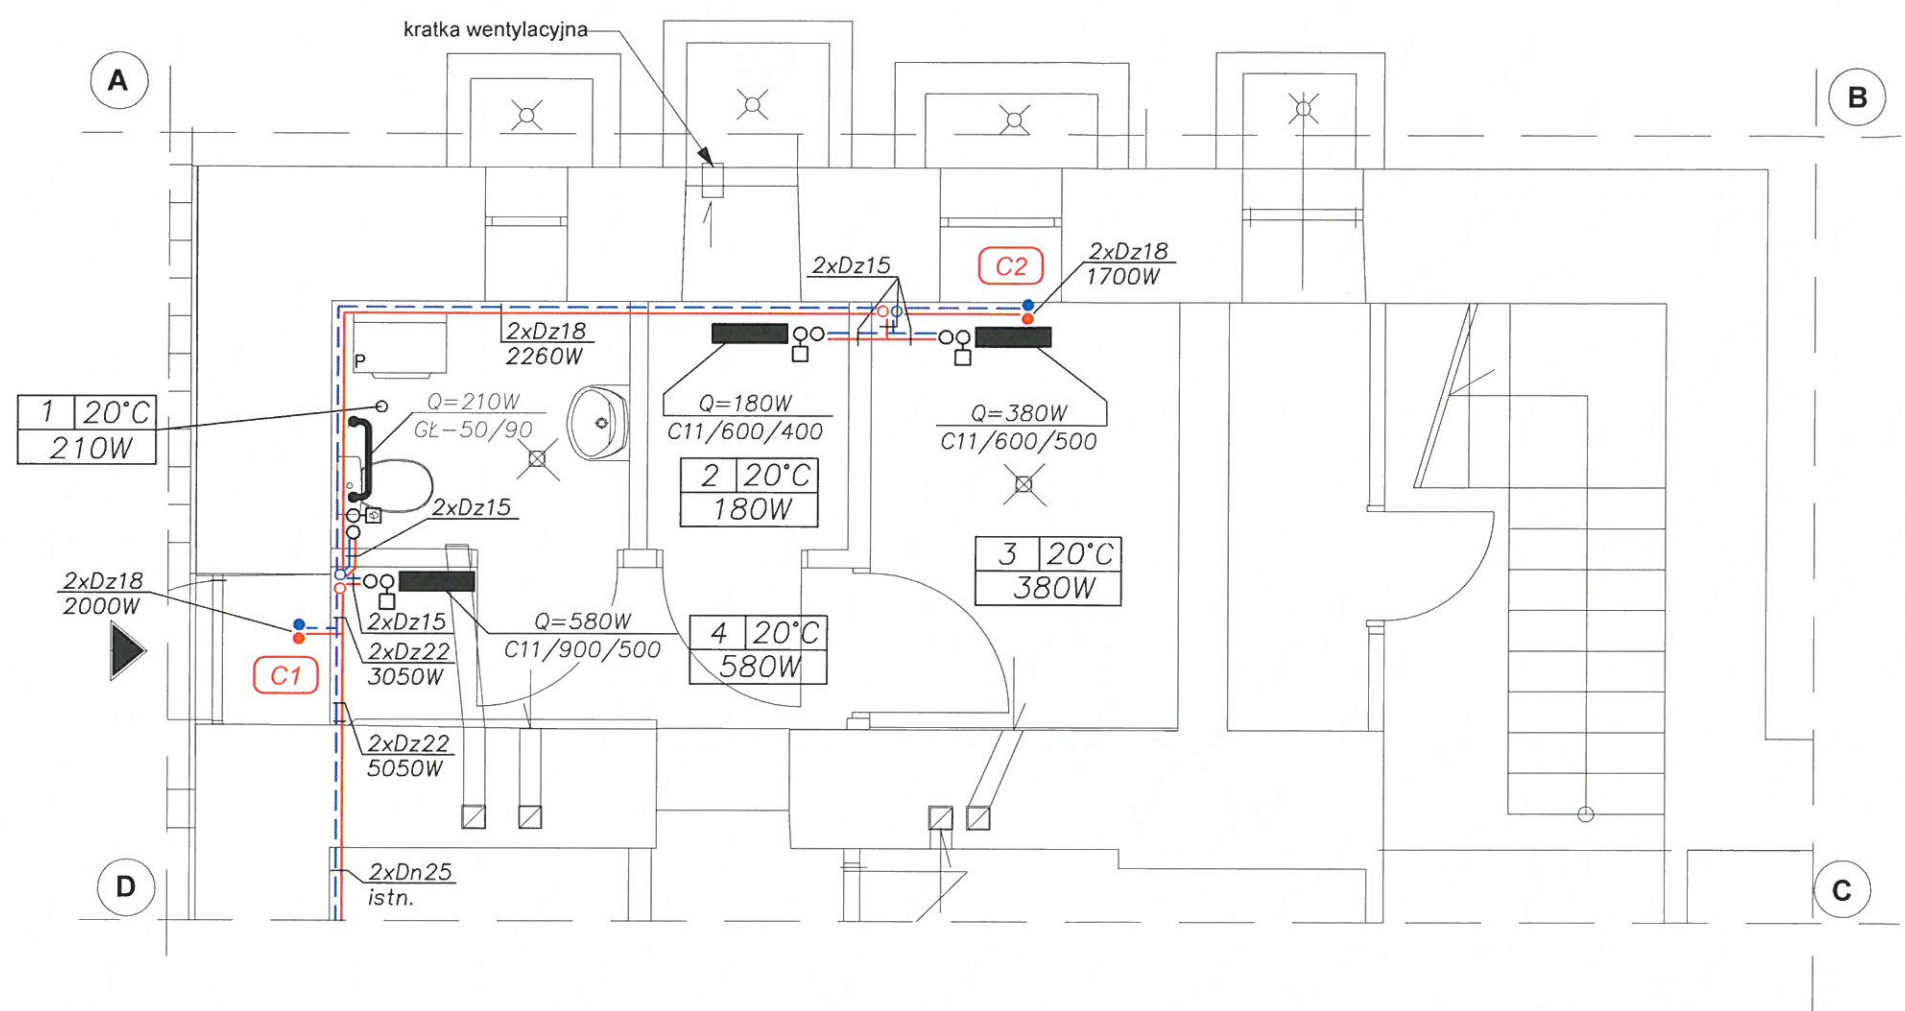 kratka wentylacyjna
A
B
2xDz15
C2
2xDz18
1700W
2xDz18
2260W
P
1 20°C
210W
Q=210W
GŁ-50/90
Q=180W
C11/600/400
Q=380W
C11/600/500
2 20°C
180W
2xDz15
3 20°C
380W
2xDz18
2000W
2xDz15
Q=580W
C11/900/500
4 20°C
580W
2xDz22
3050W
C1
2xDz22
5050W
D
2xDn25
istn.
C